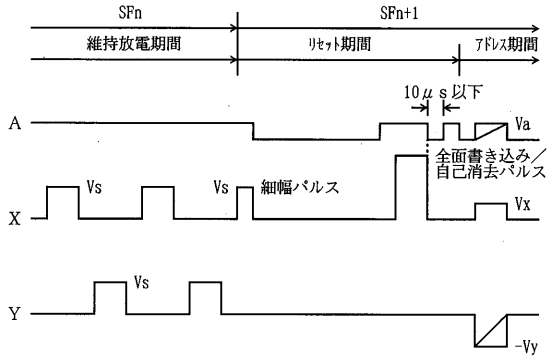 SFn
SFn+1
維持放電期間
リセット期間
アドレス期間
10μs以下
A
Va
全面書き込み/
自己消去パルス
Vs
Vs
細幅パルス
X
Vx
Vs
Y
-Vy